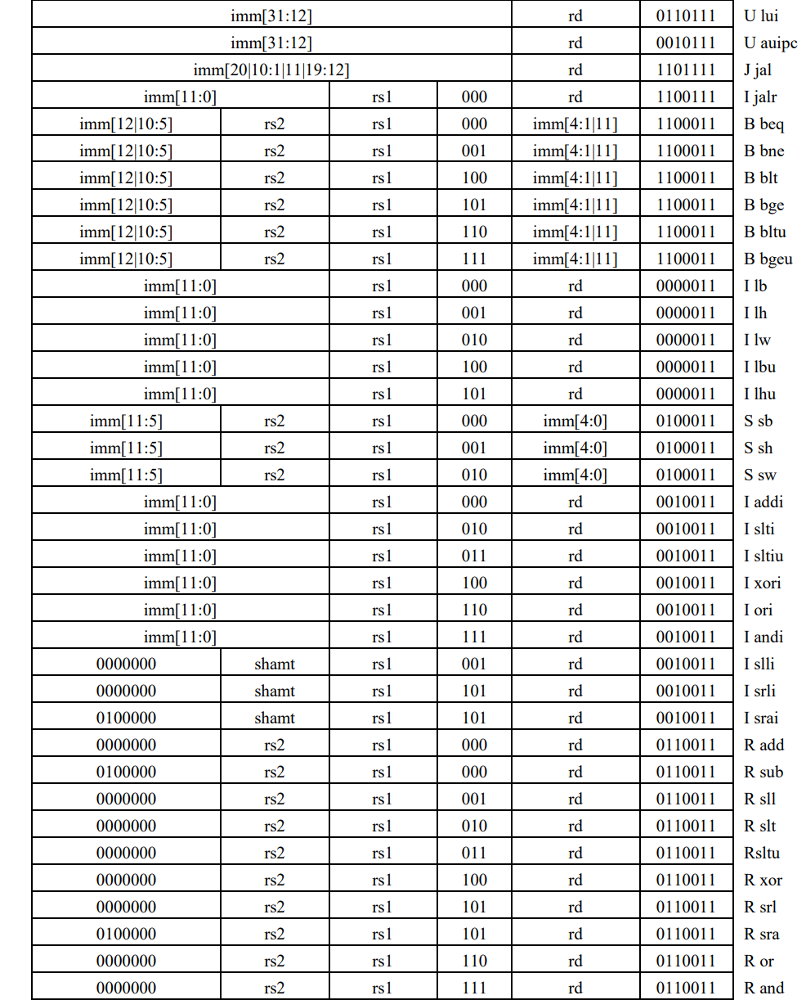 imm[31:12] rd 0110111 U lui
imm[31:12] rd 0010111 U auipc
imm[20|10:1|11|19:12] rd 1101111 J jal
imm[11:0] rs1 000 rd 1100111 I jalr
imm[12|10:5] rs2 rs1 000 imm[4:1|11] 1100011 B beq
imm[12|10:5] rs2 rs1 001 imm[4:1|11] 1100011 B bne
imm[12|10:5] rs2 rs1 100 imm[4:1|11] 1100011 B blt
imm[12|10:5] rs2 rs1 101 imm[4:1|11] 1100011 B bge
imm[12|10:5] rs2 rs1 110 imm[4:1|11] 1100011 B bltu
imm[12|10:5] rs2 rs1 111 imm[4:1|11] 1100011 B bgeu
imm[11:0] rs1 000 rd 0000011 I lb
imm[11:0] rs1 001 rd 0000011 I lh
imm[11:0] rs1 010 rd 0000011 I lw
imm[11:0] rs1 100 rd 0000011 I lbu
imm[11:0] rs1 101 rd 0000011 I lhu
imm[11:5] rs2 rs1 000 imm[4:0] 0100011 S sb
imm[11:5] rs2 rs1 001 imm[4:0] 0100011 S sh
imm[11:5] rs2 rs1 010 imm[4:0] 0100011 S sw
imm[11:0] rs1 000 rd 0010011 I addi
imm[11:0] rs1 010 rd 0010011 I slti
imm[11:0] rs1 011 rd 0010011 I sltiu
imm[11:0] rs1 100 rd 0010011 I xori
imm[11:0] rs1 110 rd 0010011 I ori
imm[11:0] rs1 111 rd 0010011 I andi
0000000 shamt rs1 001 rd 0010011 I slli
0000000 shamt rs1 101 rd 0010011 I srli
0100000 shamt rs1 101 rd 0010011 I srai
0000000 rs2 rs1 000 rd 0110011 R add
0100000 rs2 rs1 000 rd 0110011 R sub
0000000 rs2 rs1 001 rd 0110011 R sll
0000000 rs2 rs1 010 rd 0110011 R slt
0000000 rs2 rs1 011 rd 0110011 Rsltu
0000000 rs2 rs1 100 rd 0110011 R xor
0000000 rs2 rs1 101 rd 0110011 R srl
0100000 rs2 rs1 101 rd 0110011 R sra
0000000 rs2 rs1 110 rd 0110011 R or
0000000 rs2 rs1 111 rd 0110011 R and